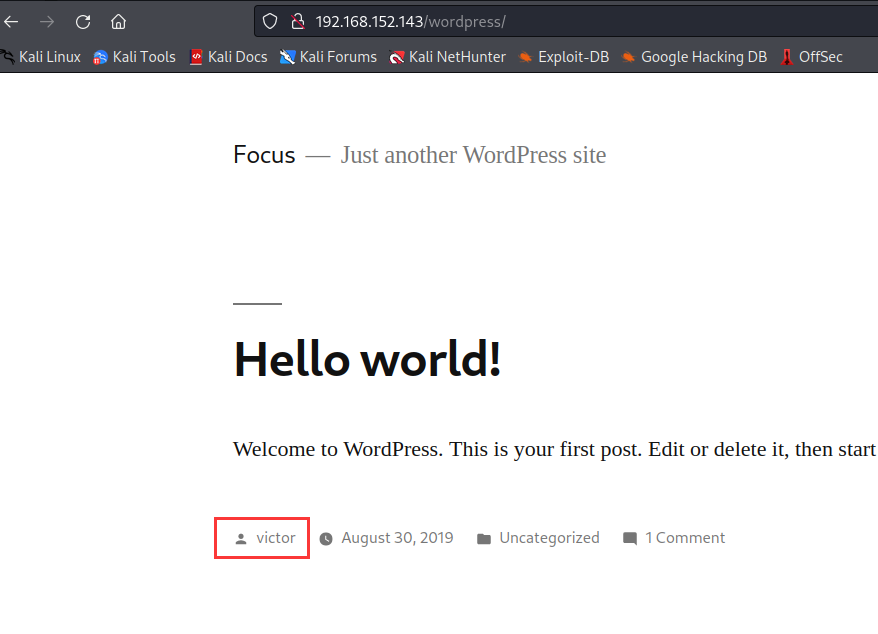 192.168.152.143/wordpress/
Kali Linux Kali Tools Kali Docs Kali Forums Kali NetHunter Exploit-DB Google Hacking DB OffSec
Focus — Just another WordPress site
Hello world!
Welcome to WordPress. This is your first post. Edit or delete it, then start
victor August 30, 2019 Uncategorized 1 Comment